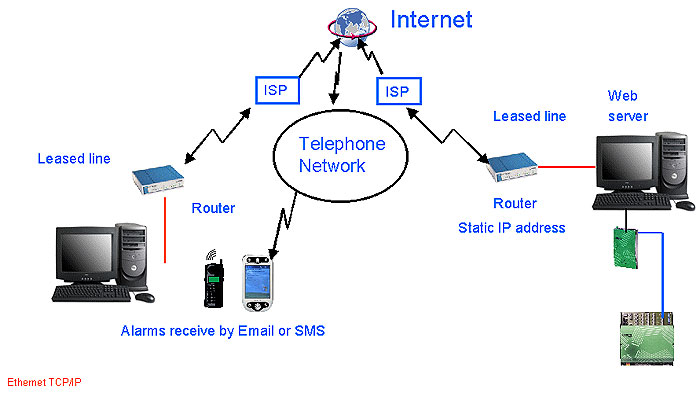 Internet
ISP
ISP
Web
server
Leased line
Telephone
Network
Leased line
Router
Router
Static IP address
Alarms receive by Email or SMS
Ethernet TCP/IP